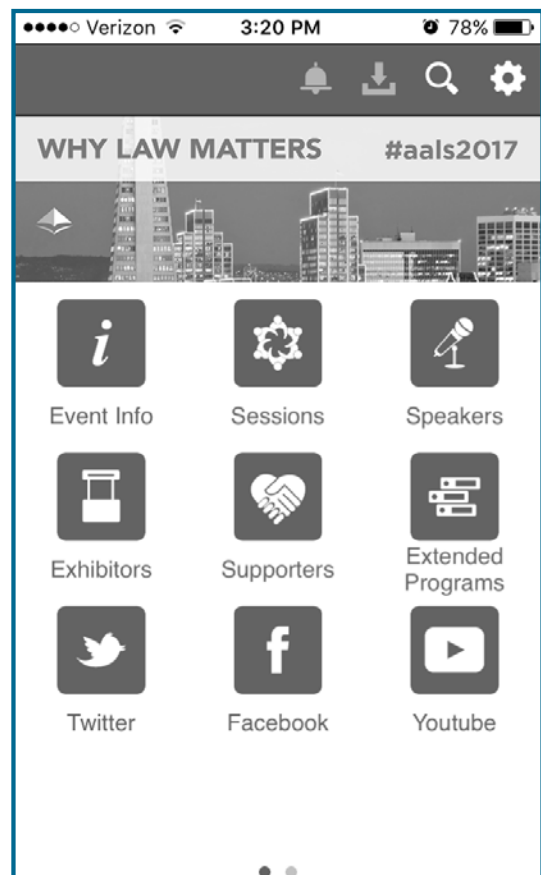 Verizon 3:20 PM 78%
WHY LAW MATTERS #aals2017
Event Info Sessions Speakers
Exhibitors Supporters Extended
Programs
Twitter Facebook Youtube